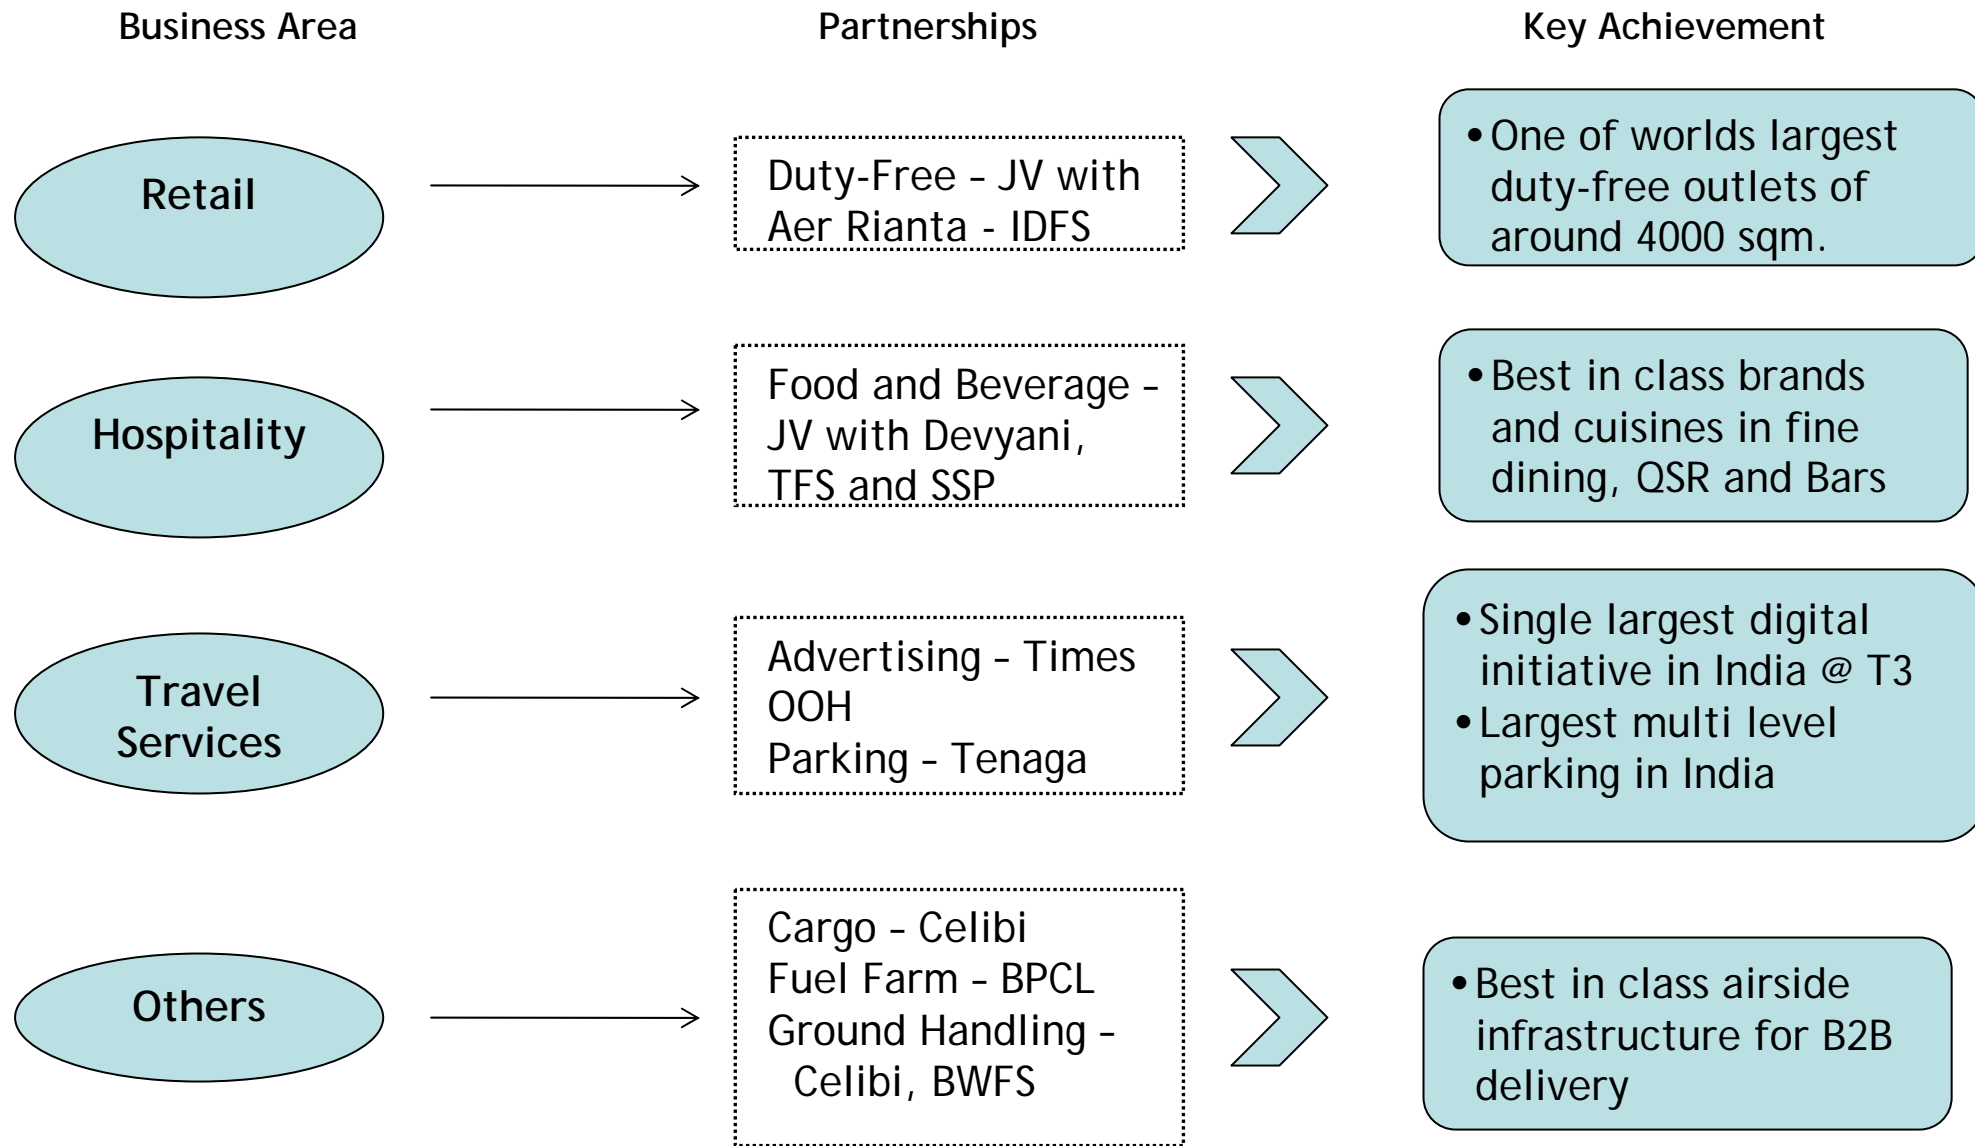 Business Area
Partnerships
Key Achievement
Retail
Duty-Free – JV with
Aer Rianta - IDFS
•One of worlds largest
duty-free outlets of
around 4000 sqm.
Hospitality
Food and Beverage –
JV with Devyani,
TFS and SSP
•Best in class brands
and cuisines in fine
dining, QSR and Bars
Travel
Services
Advertising – Times
OOH
Parking – Tenaga
•Single largest digital
initiative in India @ T3
•Largest multi level
parking in India
Others
Cargo – Celibi
Fuel Farm – BPCL
Ground Handling –
Celibi, BWFS
•Best in class airside
infrastructure for B2B
delivery